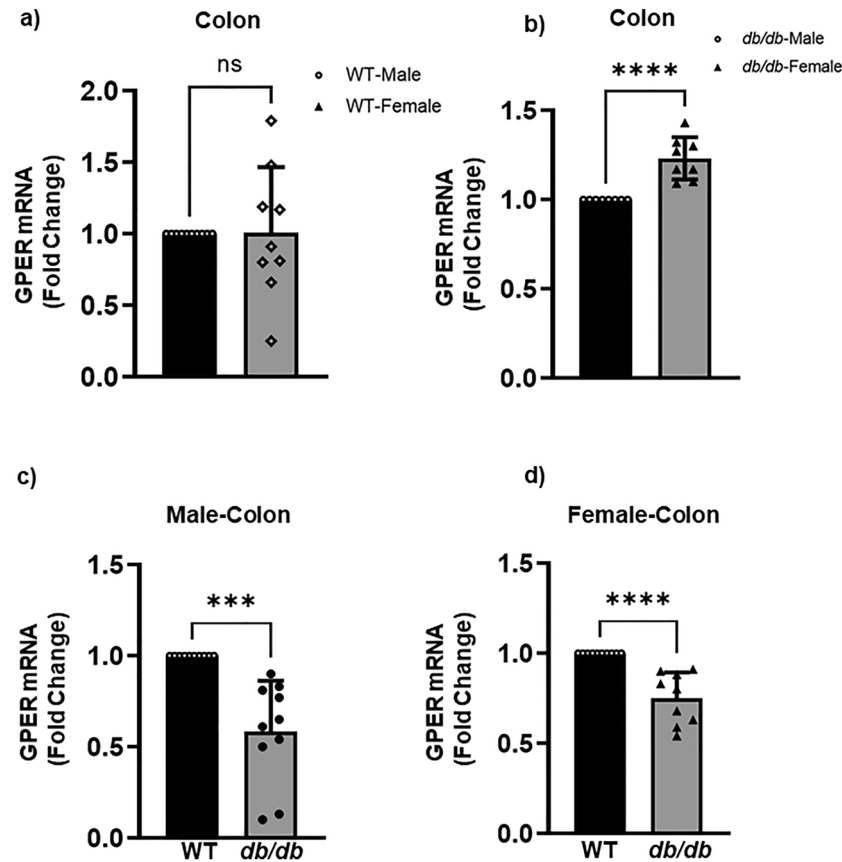 a)
Colon
ns
WT-Male
WT-Female
2.0
1.5
1.0
0.5
0.0
GPER mRNA
(Fold Change)
b)
Colon
db/db-Male
db/db-Female
****
1.5
1.0
0.5
0.0
GPER mRNA
(Fold Change)
c)
Male-Colon
***
1.5
1.0
0.5
0.0
GPER mRNA
(Fold Change)
WT db/db
d)
Female-Colon
****
1.5
1.0
0.5
0.0
GPER mRNA
(Fold Change)
WT db/db